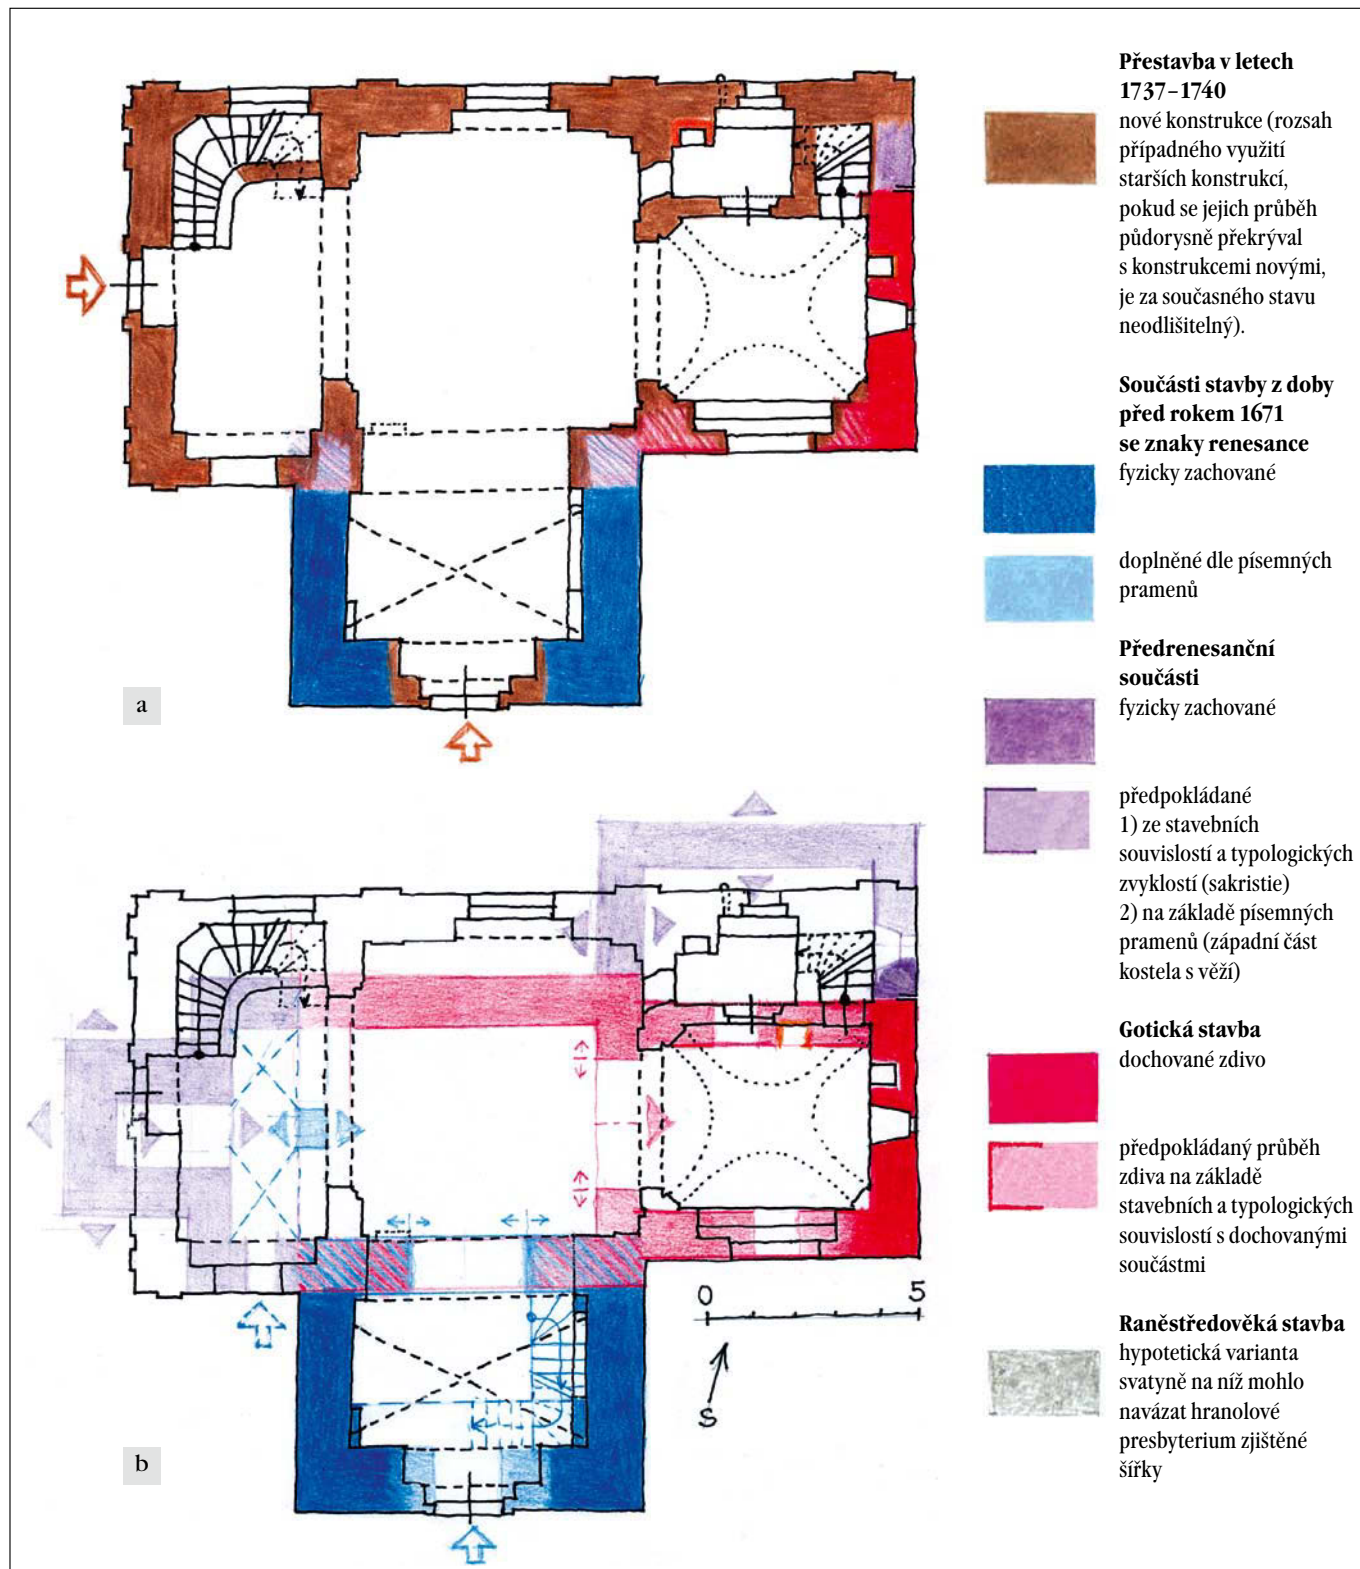 Přestavba v letech
1737–1740
nové konstrukce (rozsah
případného využití
starších konstrukcí,
pokud se jejich průběh
půdorysně překrýval
s konstrukcemi novými,
je za současného stavu
neodlišitelný).
Součásti stavby z doby
před rokem 1671
se znaky renesance
fyzicky zachované
doplněné dle písemných
pramenů
Předrenesanční
součásti
fyzicky zachované
předpokládané
1) ze stavebních
souvislostí a typologických
zvyklostí (sakristie)
2) na základě písemných
pramenů (západní část
kostela s věží)
Gotická stavba
dochované zdivo
předpokládaný průběh
zdiva na základě
stavebních a typologických
souvislostí s dochovanými
součástmi
Raněstředověká stavba
hypotetická varianta
svatyně na níž mohlo
navázat hranolové
presbyterium zjištěné
šířky
a
b
0 5
S